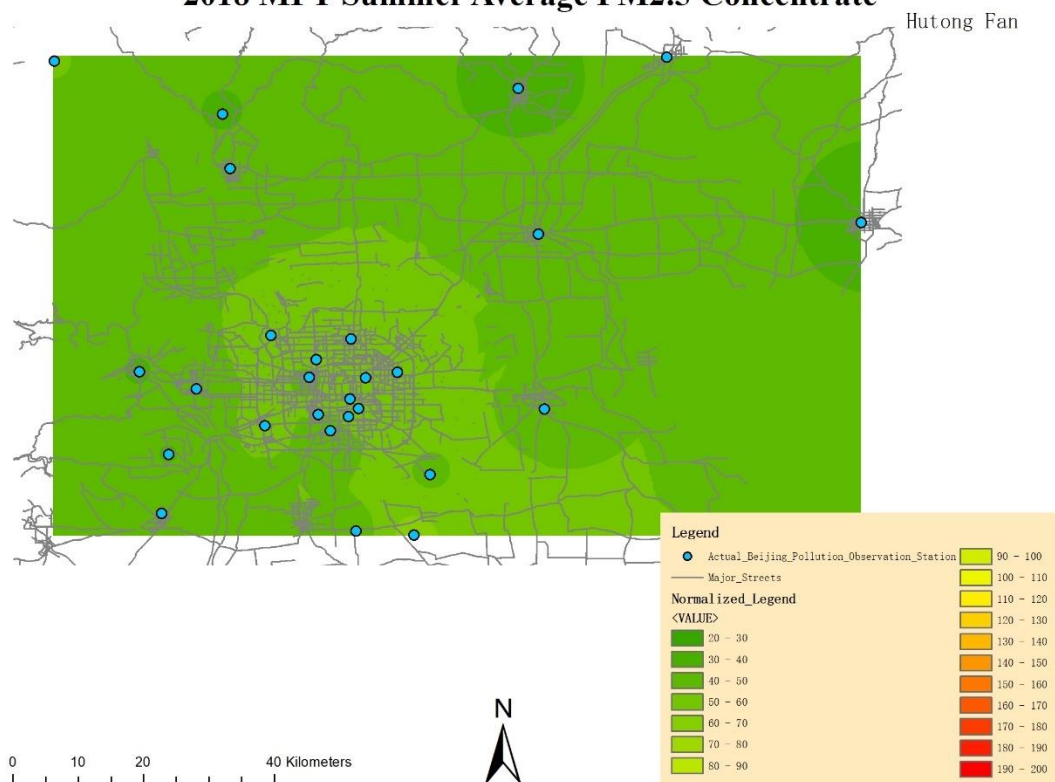 2018 MPT Summer Average PM2.5 Concentrate
Hutong Fan
Legend
Actual_Beijing_Pollution_Observation_Station
Major_Streets
Normalized_Legend
<VALUE>
20 - 30
30 - 40
40 - 50
50 - 60
60 - 70
70 - 80
80 - 90
90 - 100
100 - 110
110 - 120
120 - 130
130 - 140
140 - 150
150 - 160
160 - 170
170 - 180
180 - 190
190 - 200
N
0 10 20 40 Kilometers